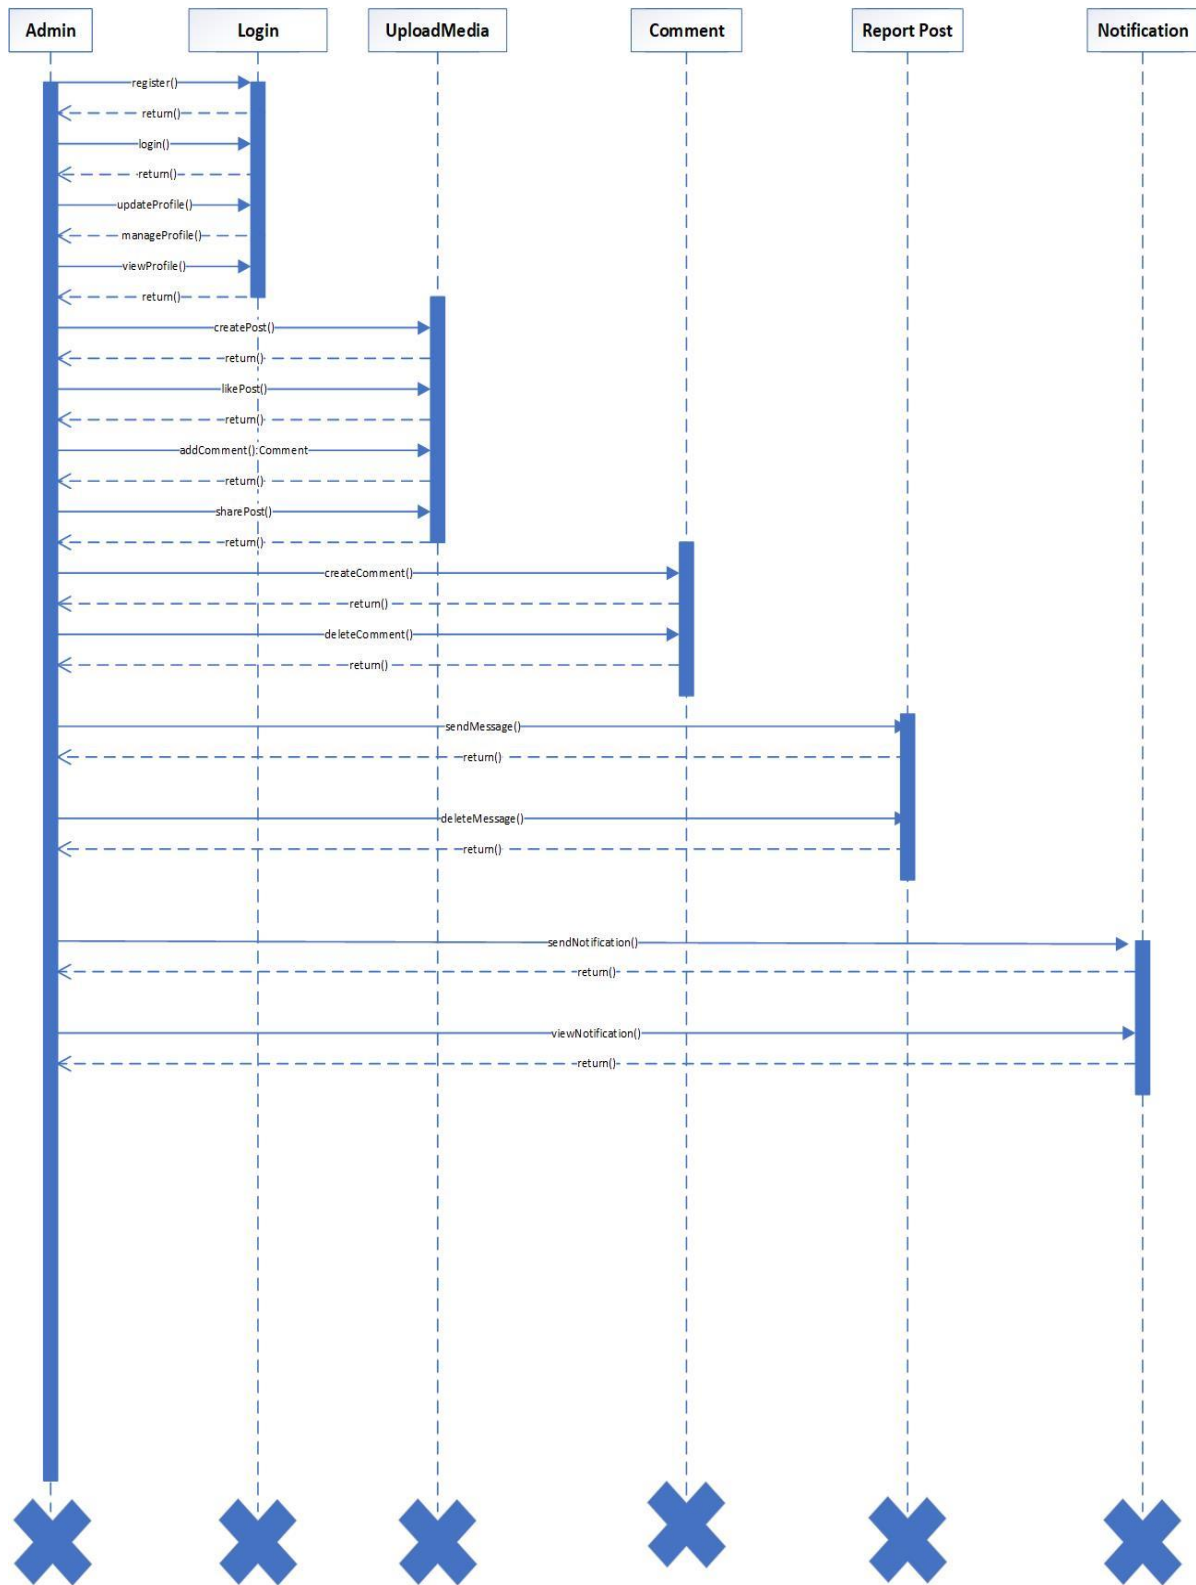 Admin
Login
UploadMedia
Comment
Report Post
Notification
register()
return()
login()
return()
updateProfile()
manageProfile()
viewProfile()
return()
createPost()
return()
likePost()
return()
addComment():Comment
return()
sharePost()
return()
createComment()
return()
deleteComment()
return()
sendMessage()
return()
deleteMessage()
return()
sendNotification()
return()
viewNotification()
return()